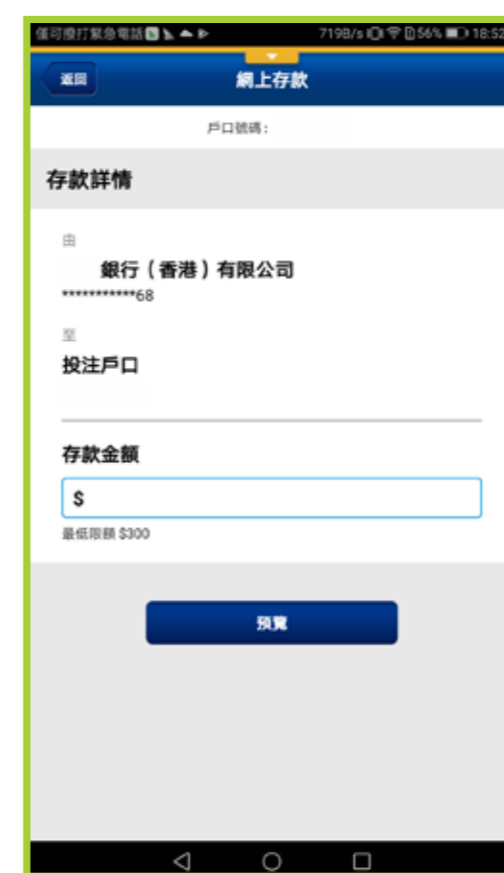 僅可撥打緊急電話 719B/s 56% 18:52
返回 網上存款
戶口號碼:
存款詳情
由
銀行(香港)有限公司
***********68
至
投注戶口
存款金額
$
最低限額 $300
預覽